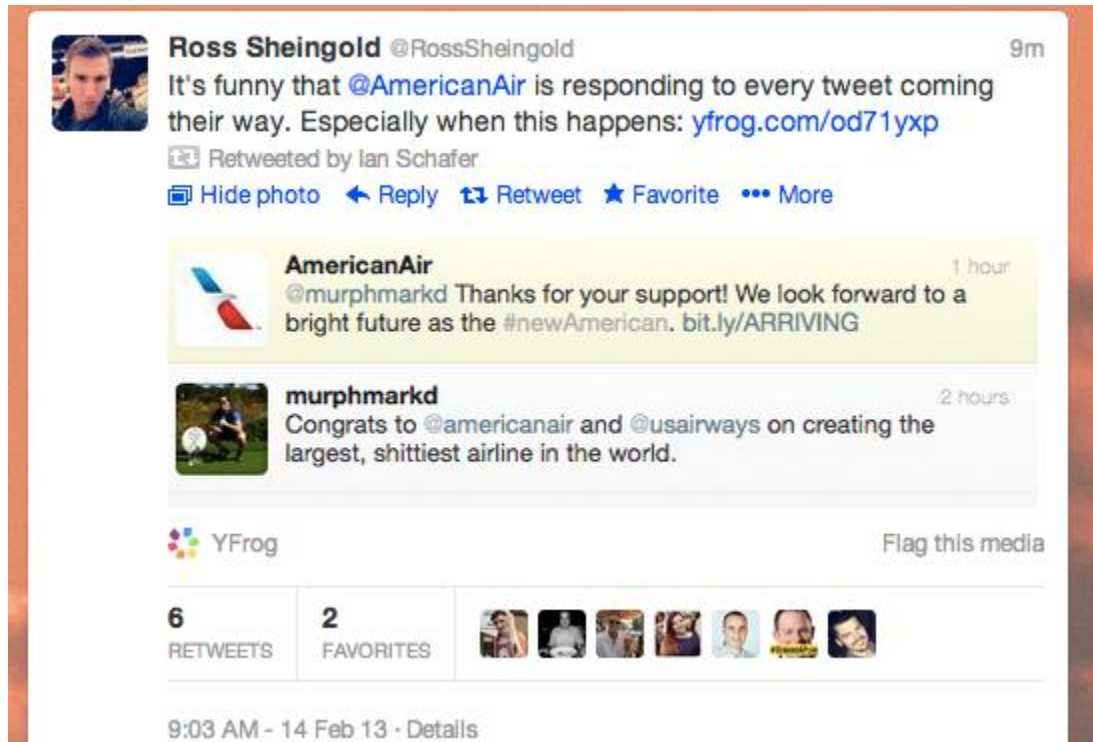 Ross Sheingold @RossSheingold 9m
It's funny that @AmericanAir is responding to every tweet coming
their way. Especially when this happens: yfrog.com/od71yxp
Retweeted by Ian Schafer
Hide photo Reply Retweet Favorite ••• More
AmericanAir 1 hour
@murphmarkd Thanks for your support! We look forward to a
bright future as the #newAmerican. bit.ly/ARRIVING
murphmarkd 2 hours
Congrats to @americanair and @usairways on creating the
largest, shittiest airline in the world.
YFrog Flag this media
6 2
RETWEETS FAVORITES
9:03 AM - 14 Feb 13 · Details